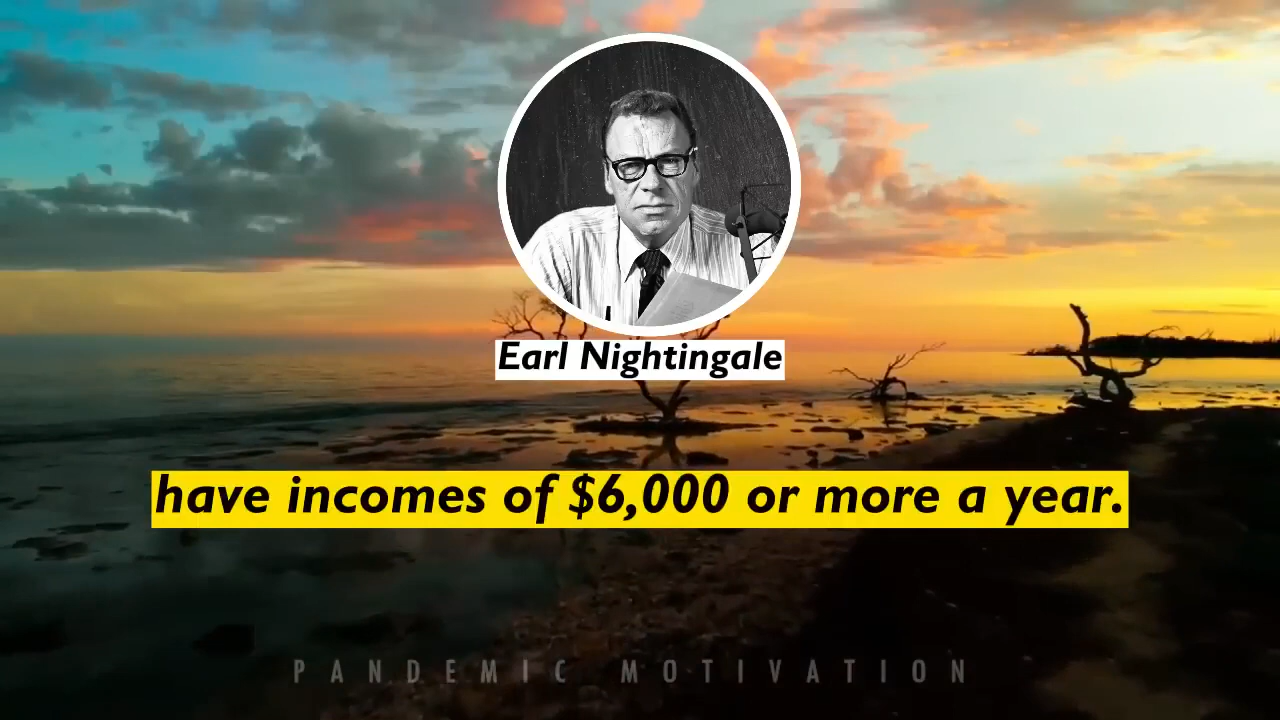 Earl Nightingale
have incomes of $6,000 or more a year.
PANDEMIC MOTIVATION